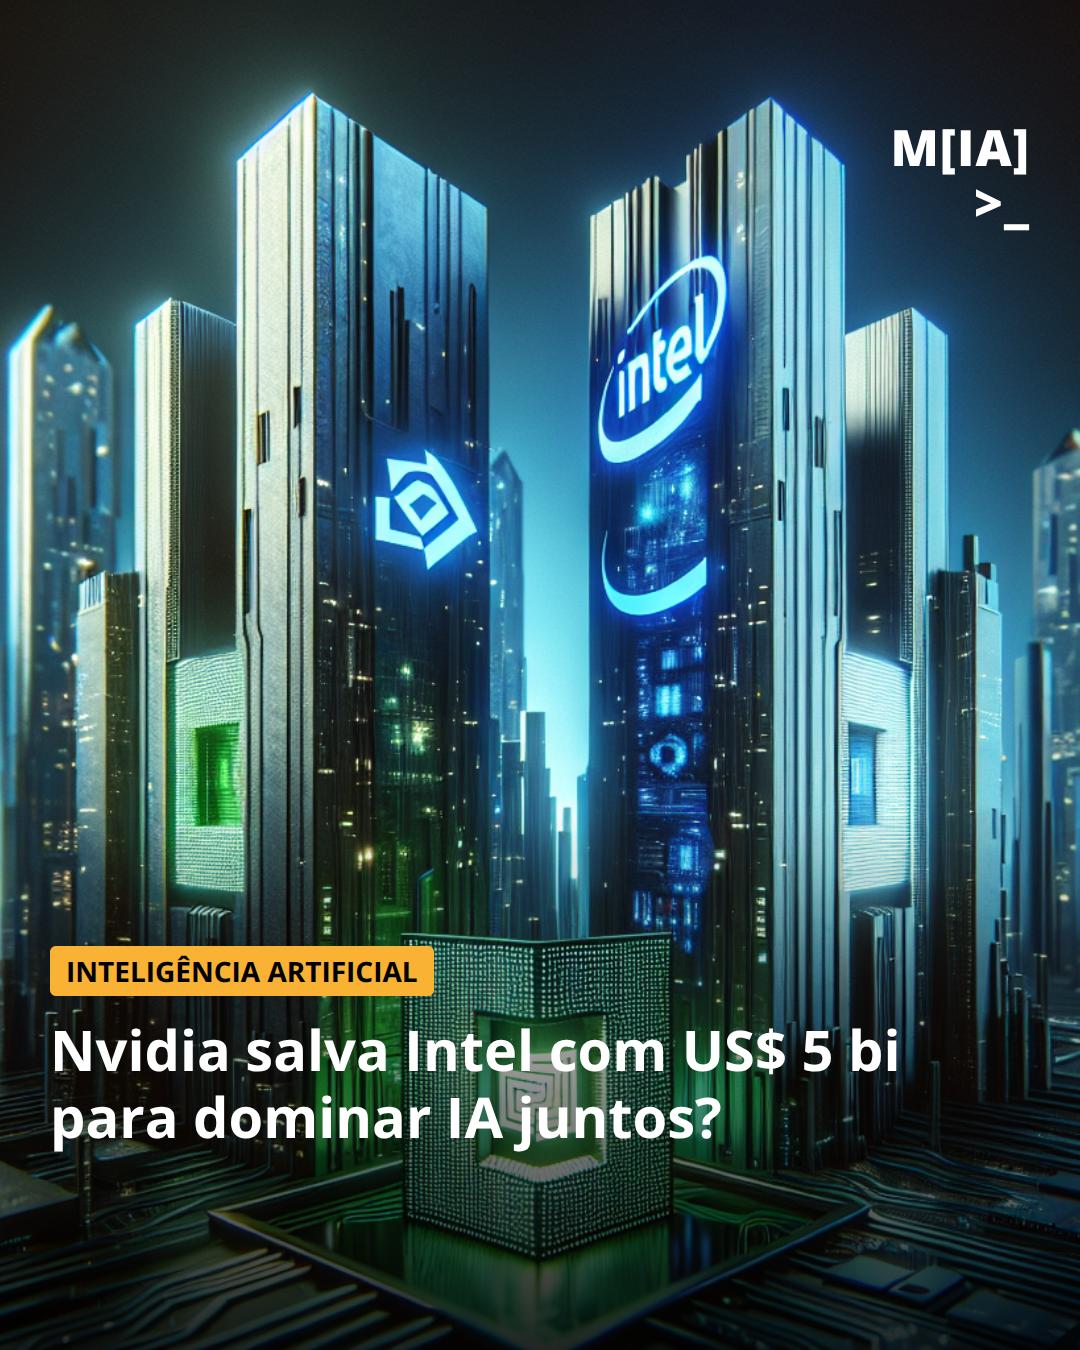 M[IA]
>_
intel
INTELIGÊNCIA ARTIFICIAL
Nvidia salva Intel com US$ 5 bi
para dominar IA juntos?